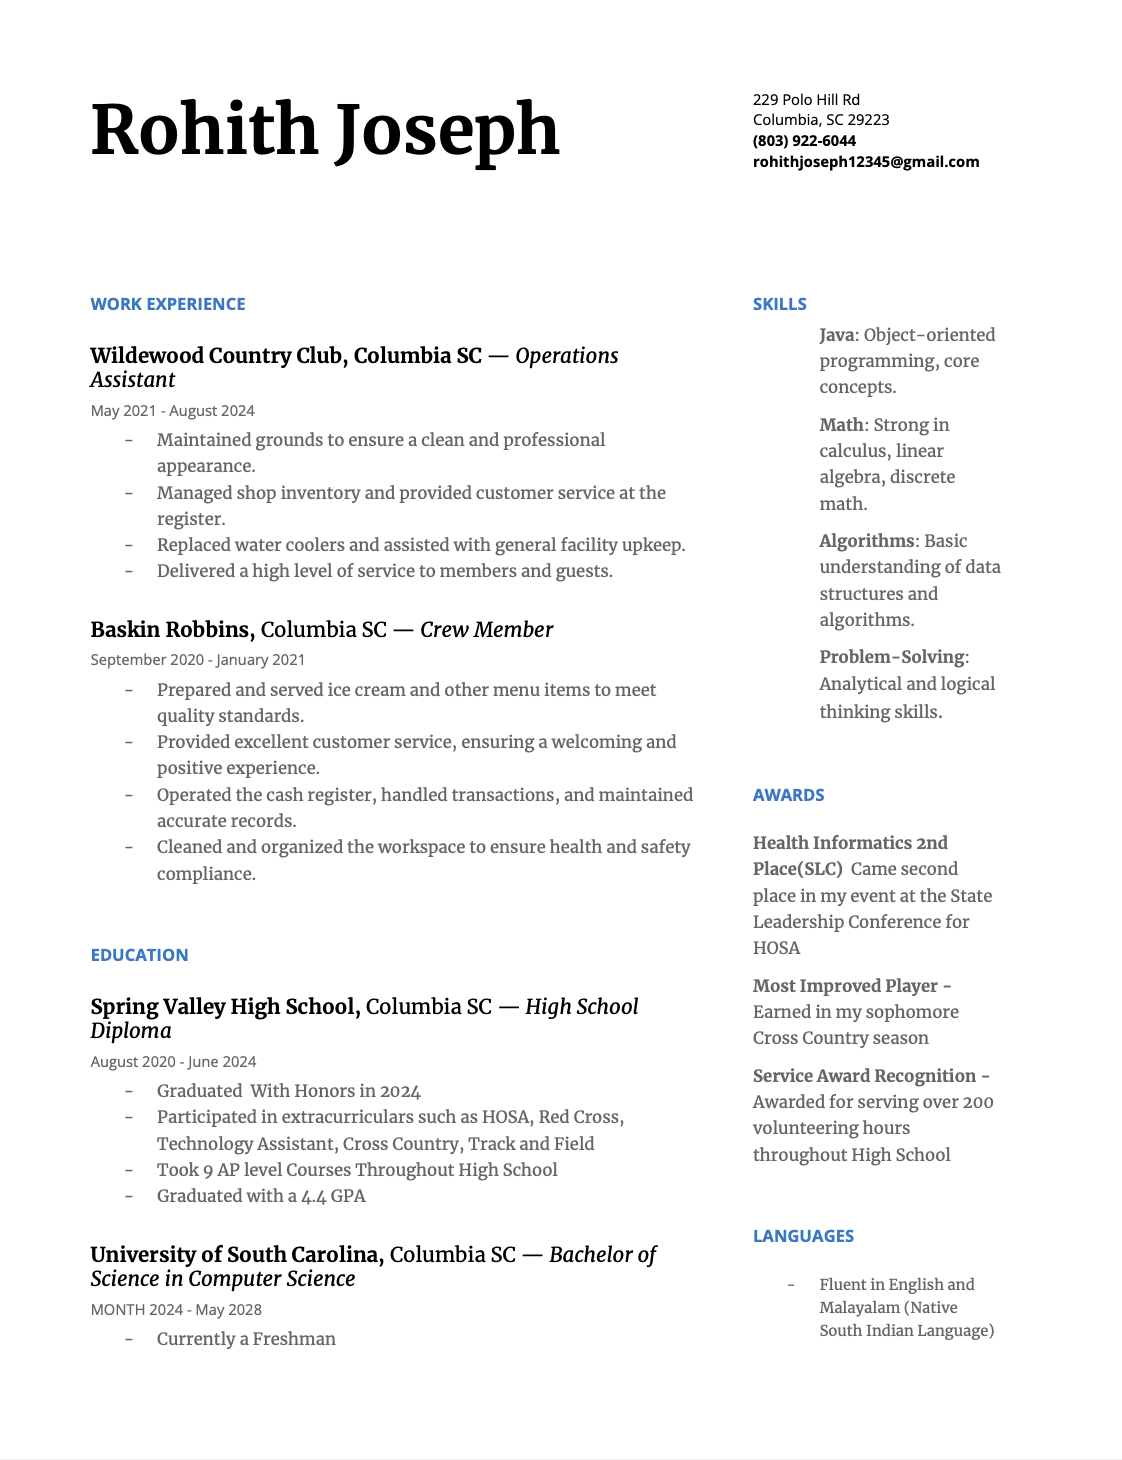 Rohith Joseph
229 Polo Hill Rd
Columbia, SC 29223
(803) 922-6044
rohithjoseph12345@gmail.com
WORK EXPERIENCE
Wildewood Country Club, Columbia SC — Operations
Assistant
May 2021 - August 2024
- Maintained grounds to ensure a clean and professional
appearance.
- Managed shop inventory and provided customer service at the
register.
- Replaced water coolers and assisted with general facility upkeep.
- Delivered a high level of service to members and guests.
Baskin Robbins, Columbia SC — Crew Member
September 2020 - January 2021
- Prepared and served ice cream and other menu items to meet
quality standards.
- Provided excellent customer service, ensuring a welcoming and
positive experience.
- Operated the cash register, handled transactions, and maintained
accurate records.
- Cleaned and organized the workspace to ensure health and safety
compliance.
EDUCATION
Spring Valley High School, Columbia SC — High School
Diploma
August 2020 - June 2024
- Graduated  With Honors in 2024
- Participated in extracurriculars such as HOSA, Red Cross,
Technology Assistant, Cross Country, Track and Field
- Took 9 AP level Courses Throughout High School
- Graduated with a 4.4 GPA
University of South Carolina, Columbia SC — Bachelor of
Science in Computer Science
MONTH 2024 - May 2028
- Currently a Freshman
SKILLS
Java: Object-oriented
programming, core
concepts.
Math: Strong in
calculus, linear
algebra, discrete
math.
Algorithms: Basic
understanding of data
structures and
algorithms.
Problem-Solving:
Analytical and logical
thinking skills.
AWARDS
Health Informatics 2nd
Place(SLC)  Came second
place in my event at the State
Leadership Conference for
HOSA
Most Improved Player -
Earned in my sophomore
Cross Country season
Service Award Recognition -
Awarded for serving over 200
volunteering hours
throughout High School
LANGUAGES
- Fluent in English and
Malayalam (Native
South Indian Language)